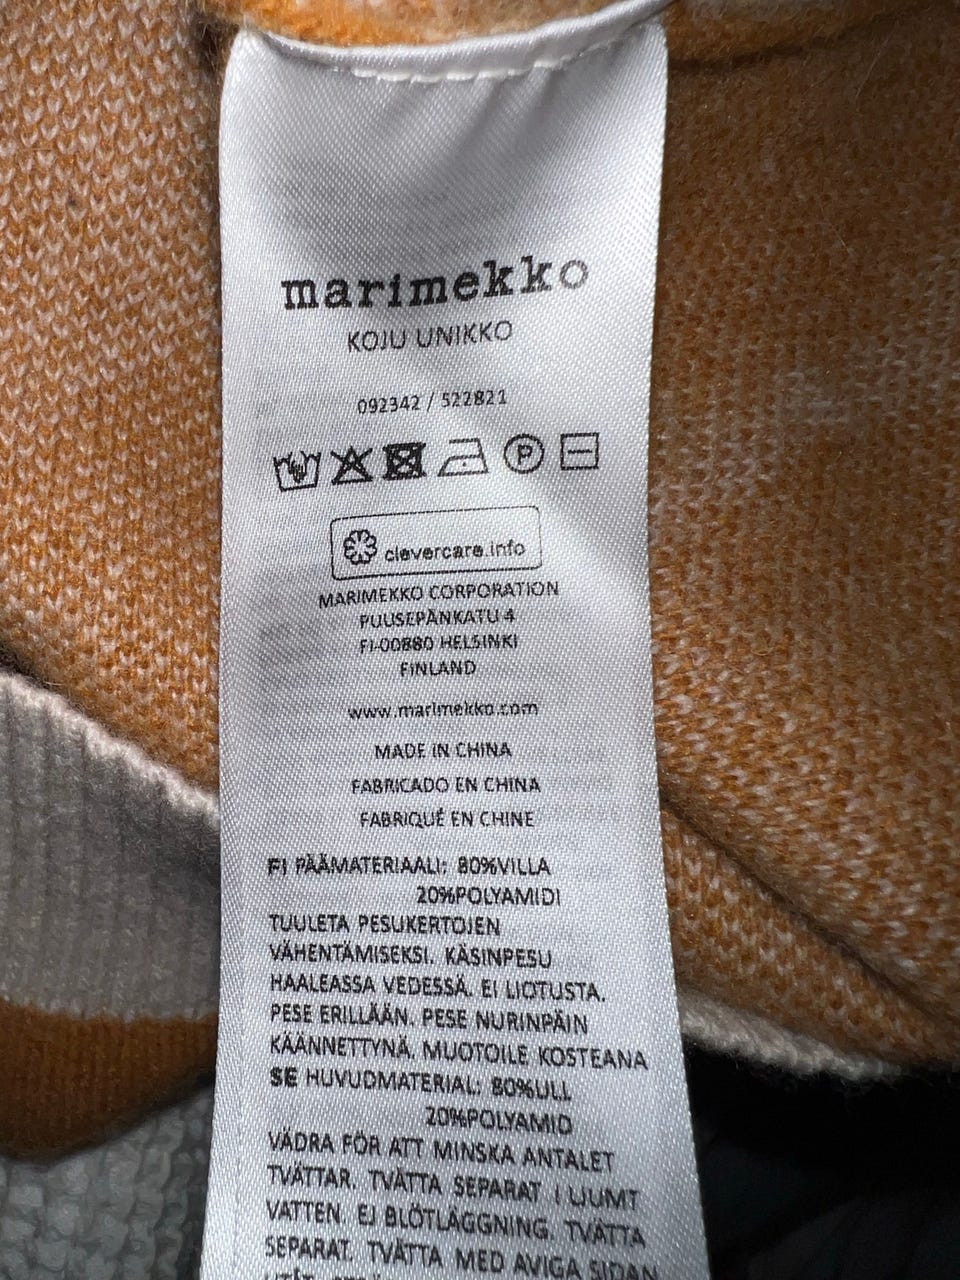 marimekko
KOJU UNIKKO
092342 / 522821
P
clevercare.info
MARIMEKKO CORPORATION
PUUSEPÄNKATU 4
FI-00880 HELSINKI
FINLAND
www.marimekko.com
MADE IN CHINA
FABRICADO EN CHINA
FABRIQUÉ EN CHINE
FI PÄÄMATERIAALI: 80%VILLA
20%POLYAMIDI
TUULETA PESUKERTOJEN
VÄHENTÄMISEKSI. KÄSINPESU
HAALEASSA VEDESSÄ. EI LIOTUSTA.
PESE ERILLÄÄN. PESE NURINPÄIN
KÄÄNNETTYNÄ. MUOTOILE KOSTEANA
SE HUVUDMATERIAL: 80%ULL
20%POLYAMID
VÄDRA FÖR ATT MINSKA ANTALET
TVÄTTAR. TVÄTTA SEPARAT I LJUMT
VATTEN. EJ BLÖTLÄGGNING. TVÄTTA
SEPARAT. TVÄTTA MED AVIGA SIDAN